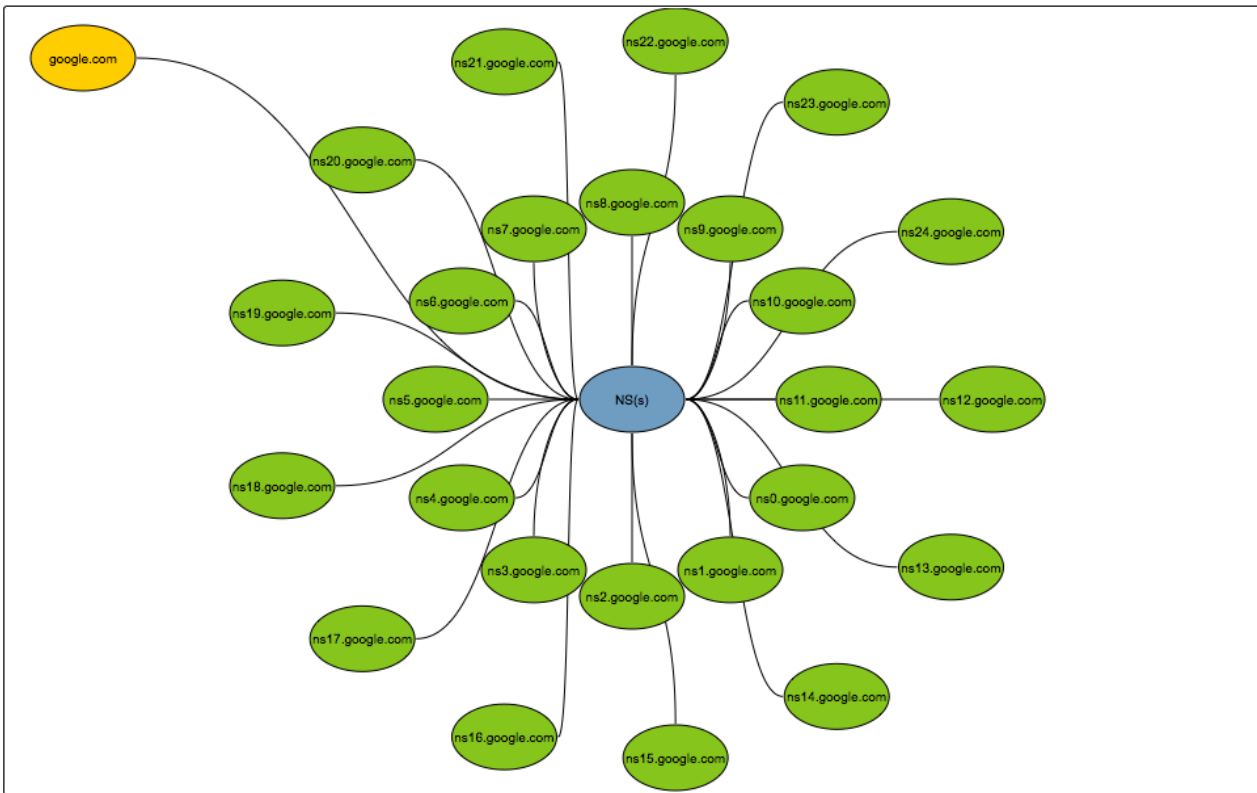 ns22.google.com
google.com
ns21.google.com
ns23.google.com
ns20.google.com
ns8.google.com
ns7.google.com
ns9.google.com
ns24.google.com
ns6.google.com
ns10.google.com
ns19.google.com
ns5.google.com
NS(s)
ns11.google.com
ns12.google.com
ns18.google.com
ns4.google.com
ns0.google.com
ns3.google.com
ns1.google.com
ns13.google.com
ns2.google.com
ns17.google.com
ns14.google.com
ns16.google.com
ns15.google.com